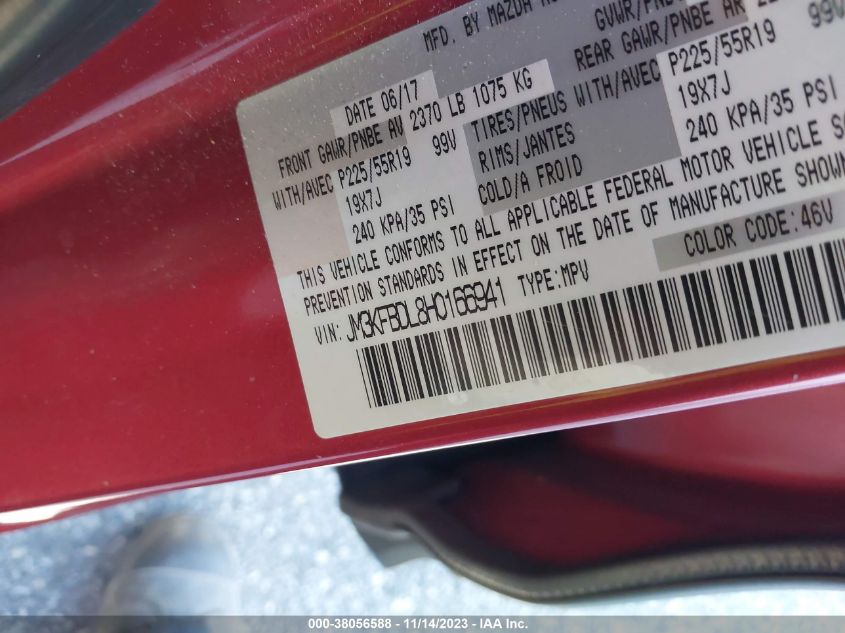 MFD. BY MAZDA
DATE 06/17
FRONT GAWR/PNBE AV 2370 LB 1075 KG REAR GAWR/PNBE AR
WITH/AVEC P225/55R19 99V TIRES/PNEUS WITH/AVEC P225/55R19 99V
19X7J RIMS/JANTES 19X7J
240 KPA/35 PSI COLD/A FROID 240 KPA/35 PSI
THIS VEHICLE CONFORMS TO ALL APPLICABLE FEDERAL MOTOR VEHICLE
PREVENTION STANDARDS IN EFFECT ON THE DATE OF MANUFACTURE SHOWN
VIN: JM3KFBDL8H0166941 TYPE:MPV COLOR CODE:46V
000-38056588 - 11/14/2023 - IAA Inc.